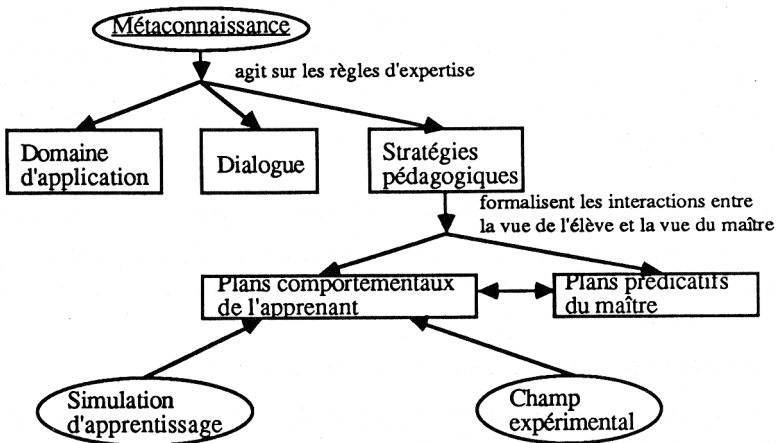 Métaconnaissance
agit sur les règles d'expertise
Domaine
d'application
Dialogue
Stratégies
pédagogiques
formalisent les interactions entre
la vue de l'élève et la vue du maître
Plans comportementaux
de l'apprenant
Plans prédicatifs
du maître
Simulation
d'apprentissage
Champ
expérimental